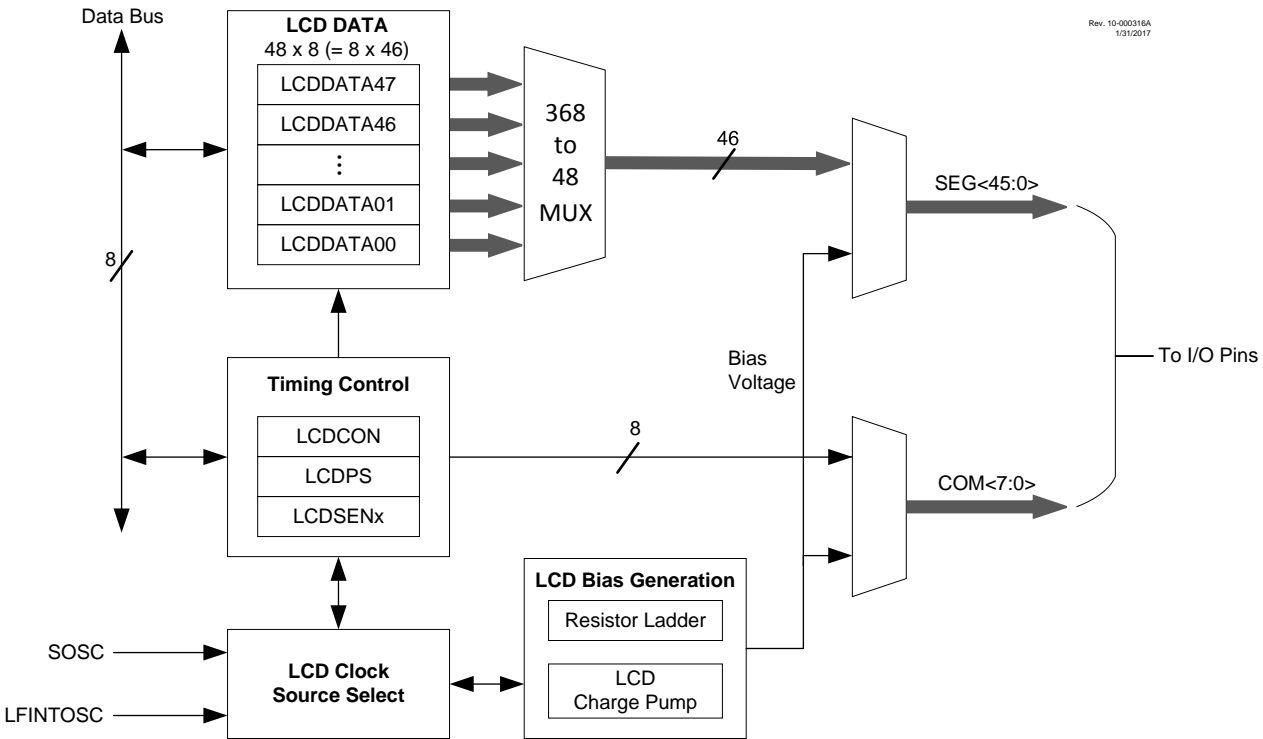 Data Bus
Rev. 10-000316A
1/31/2017
LCD DATA
48 x 8 (= 8 x 46)
LCDDATA47
LCDDATA46
⋮
LCDDATA01
LCDDATA00
368
to
48
MUX
46
SEG<45:0>
8
Timing Control
LCDCON
LCDPS
LCDSENx
8
Bias
Voltage
To I/O Pins
COM<7:0>
LCD Bias Generation
Resistor Ladder
LCD
Charge Pump
SOSC
LFINTOSC
LCD Clock
Source Select